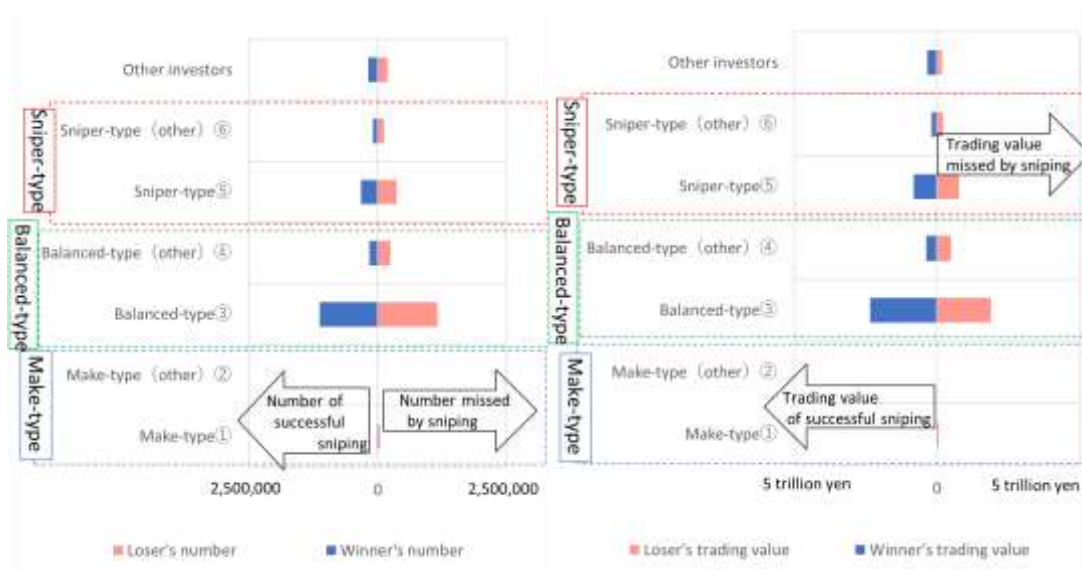 Other investors
Sniper-type (other) ⑥
Sniper-type⑤
Balanced-type (other) ④
Balanced-type③
Make-type (other) ②
Make-type①
Sniper-type
Balanced-type
Make-type
Number of
successful
sniping
Number missed
by sniping
2,500,000
0
2,500,000
Loser's number
Winner's number
Other investors
Sniper-type (other) ⑥
Sniper-type⑤
Balanced-type (other) ④
Balanced-type③
Make-type (other) ②
Make-type①
Sniper-type
Balanced-type
Make-type
Trading value
missed by sniping
Trading value
of successful sniping
5 trillion yen
0
5 trillion yen
Loser's trading value
Winner's trading value